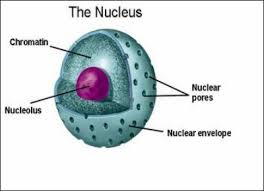 The Nucleus
Chromatin
Nucleolus
Nuclear
pores
Nuclear envelope